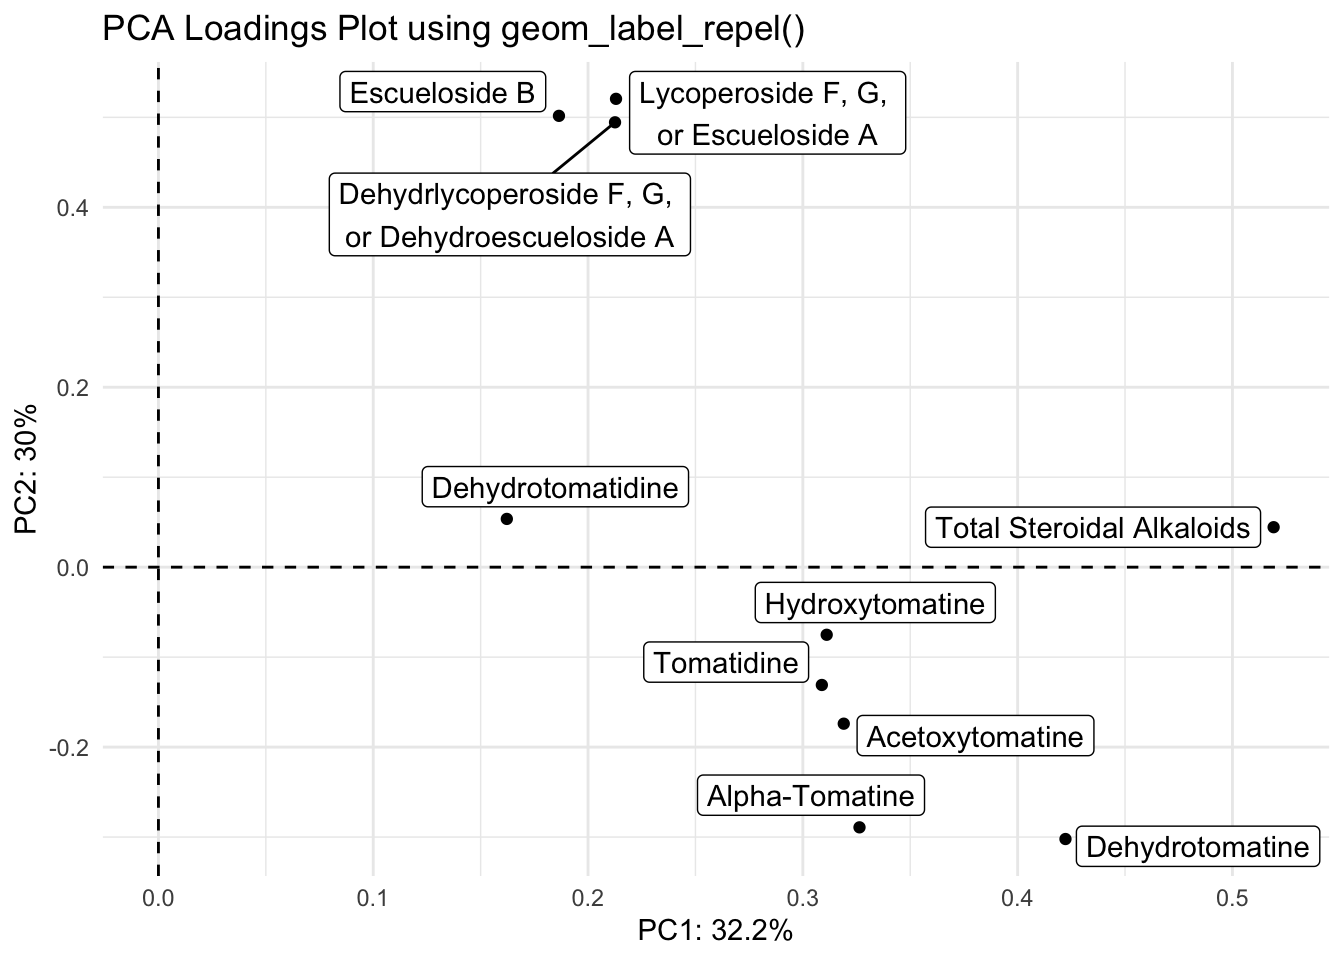 PCA Loadings Plot using geom_label_repel()
Escueloside B
Lycoperoside F, G,
or Escueloside A
Dehydrlycoperoside F, G,
or Dehydroescueloside A
0.4
0.2
Dehydrotomatidine
Total Steroidal Alkaloids
0.0
Hydroxytomatine
Tomatidine
Acetoxytomatine
-0.2
Alpha-Tomatine
Dehydrotomatine
PC2: 30%
0.0 0.1 0.2 0.3 0.4 0.5
PC1: 32.2%